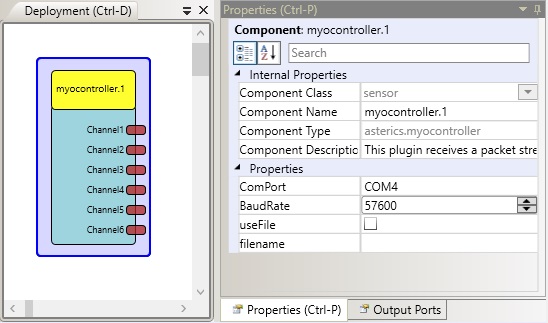 Deployment (Ctrl-D)
myocontroller.1
Channel1
Channel2
Channel3
Channel4
Channel5
Channel6
Properties (Ctrl-P)
Component: myocontroller.1
A
Z
Search
Internal Properties
Component Class sensor
Component Name myocontroller.1
Component Type asterics.myocontroller
Component Descriptio This plugin receives a packet stre
Properties
ComPort COM4
BaudRate 57600
useFile
filename
Properties (Ctrl-P) Output Ports